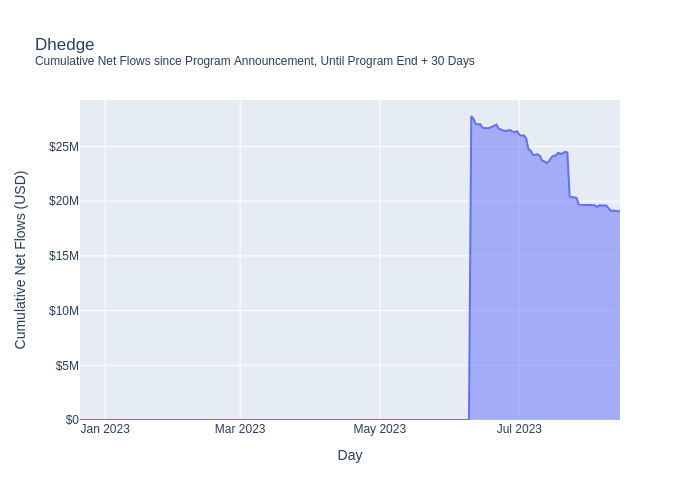 Dhedge
Cumulative Net Flows since Program Announcement, Until Program End + 30 Days
Cumulative Net Flows (USD)
$25M
$20M
$15M
$10M
$5M
$0
Jan 2023
Mar 2023
May 2023
Jul 2023
Day